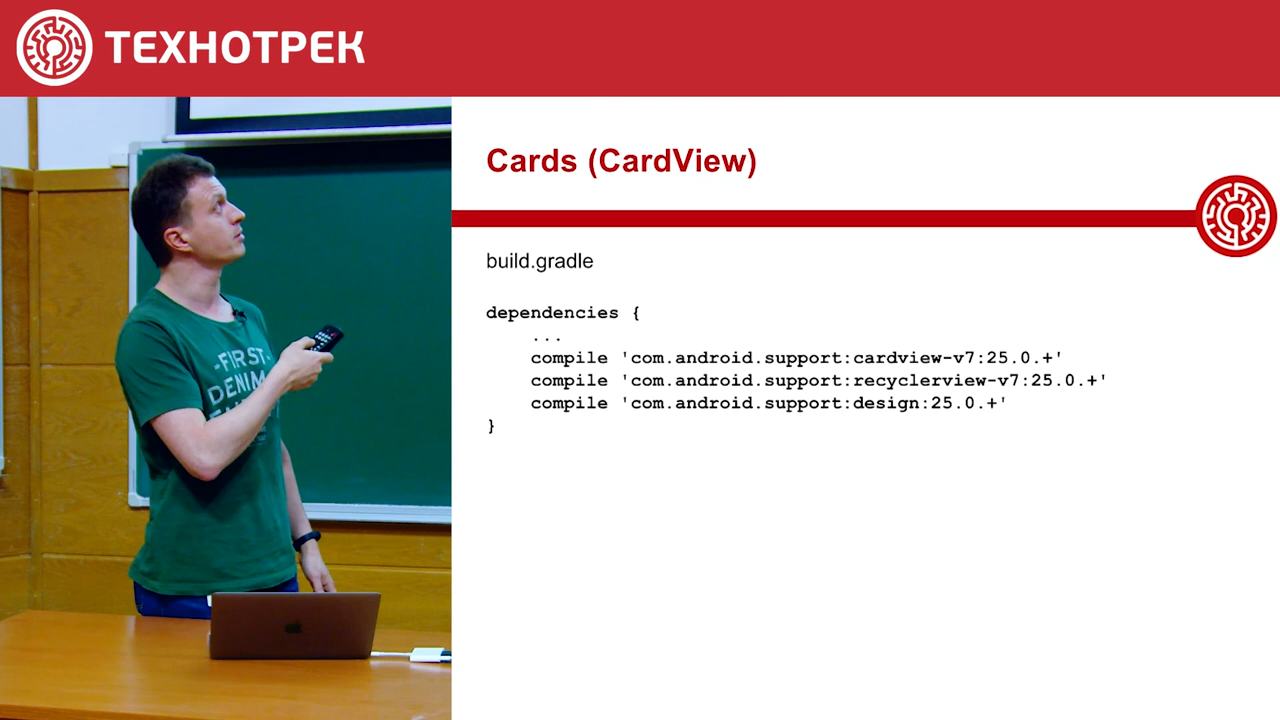 ТЕХНОТРЕК
Cards (CardView)
build.gradle
dependencies {
...
compile 'com.android.support:cardview-v7:25.0.+'
compile 'com.android.support:recyclerview-v7:25.0.+'
compile 'com.android.support:design:25.0.+'
}
-FIRST-
DENIM